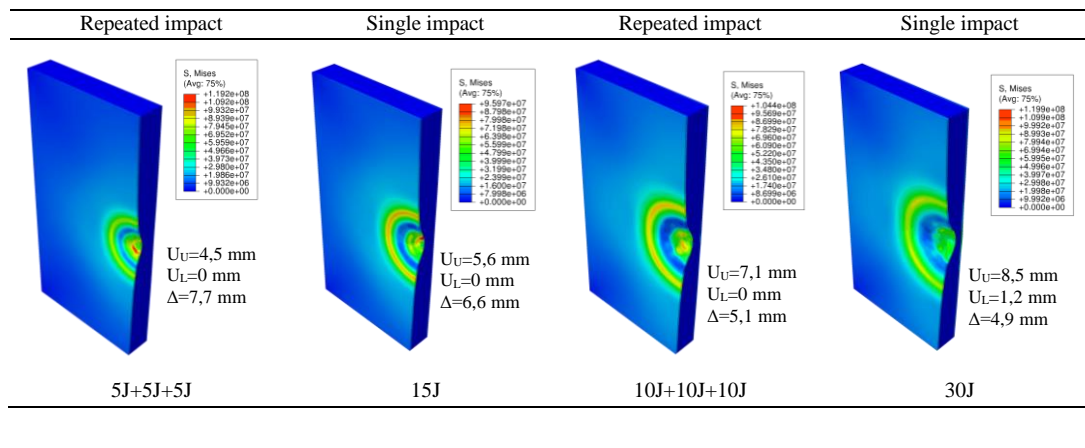 Repeated impact
Single impact
Repeated impact
Single impact
S, Mises
(Avg: 75%)
+1.192e+08
+1.092e+08
+9.932e+07
+8.939e+07
+7.945e+07
+6.952e+07
+5.959e+07
+4.966e+07
+3.973e+07
+2.980e+07
+1.986e+07
+9.932e+06
+0.000e+00
U_U=4,5 mm
U_L=0 mm
Δ=7,7 mm
S, Mises
(Avg: 75%)
+9.597e+07
+8.798e+07
+7.998e+07
+7.198e+07
+6.398e+07
+5.599e+07
+4.799e+07
+3.999e+07
+3.199e+07
+2.399e+07
+1.600e+07
+7.998e+06
+0.000e+00
U_U=5,6 mm
U_L=0 mm
Δ=6,6 mm
S, Mises
(Avg: 75%)
+1.044e+08
+9.569e+07
+8.699e+07
+7.829e+07
+6.960e+07
+6.090e+07
+5.220e+07
+4.350e+07
+3.480e+07
+2.610e+07
+1.740e+07
+8.699e+06
+0.000e+00
U_U=7,1 mm
U_L=0 mm
Δ=5,1 mm
S, Mises
(Avg: 75%)
+1.199e+08
+1.099e+08
+9.992e+07
+8.993e+07
+7.994e+07
+6.994e+07
+5.995e+07
+4.996e+07
+3.997e+07
+2.998e+07
+1.998e+07
+9.992e+06
+0.000e+00
U_U=8,5 mm
U_L=1,2 mm
Δ=4,9 mm
5J+5J+5J
15J
10J+10J+10J
30J